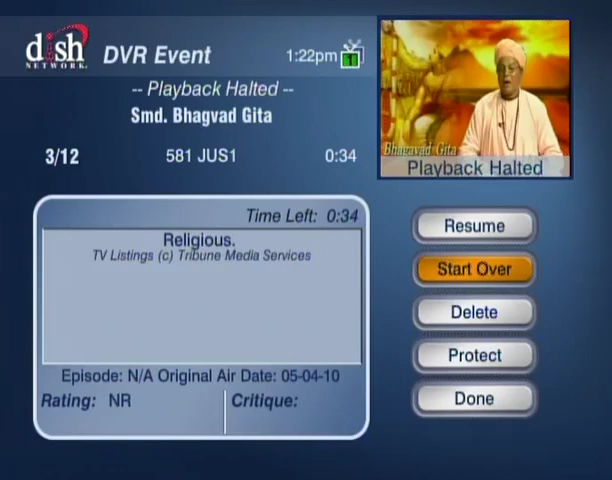 dish
NETWORK.
DVR Event
1:22pm
1
-- Playback Halted --
Smd. Bhagvad Gita
3/12
581 JUS1
0:34
Bhagavad Gita
Playback Halted
Time Left: 0:34
Religious.
TV Listings (c) Tribune Media Services
Episode: N/A Original Air Date: 05-04-10
Rating: NR
Critique:
Resume
Start Over
Delete
Protect
Done